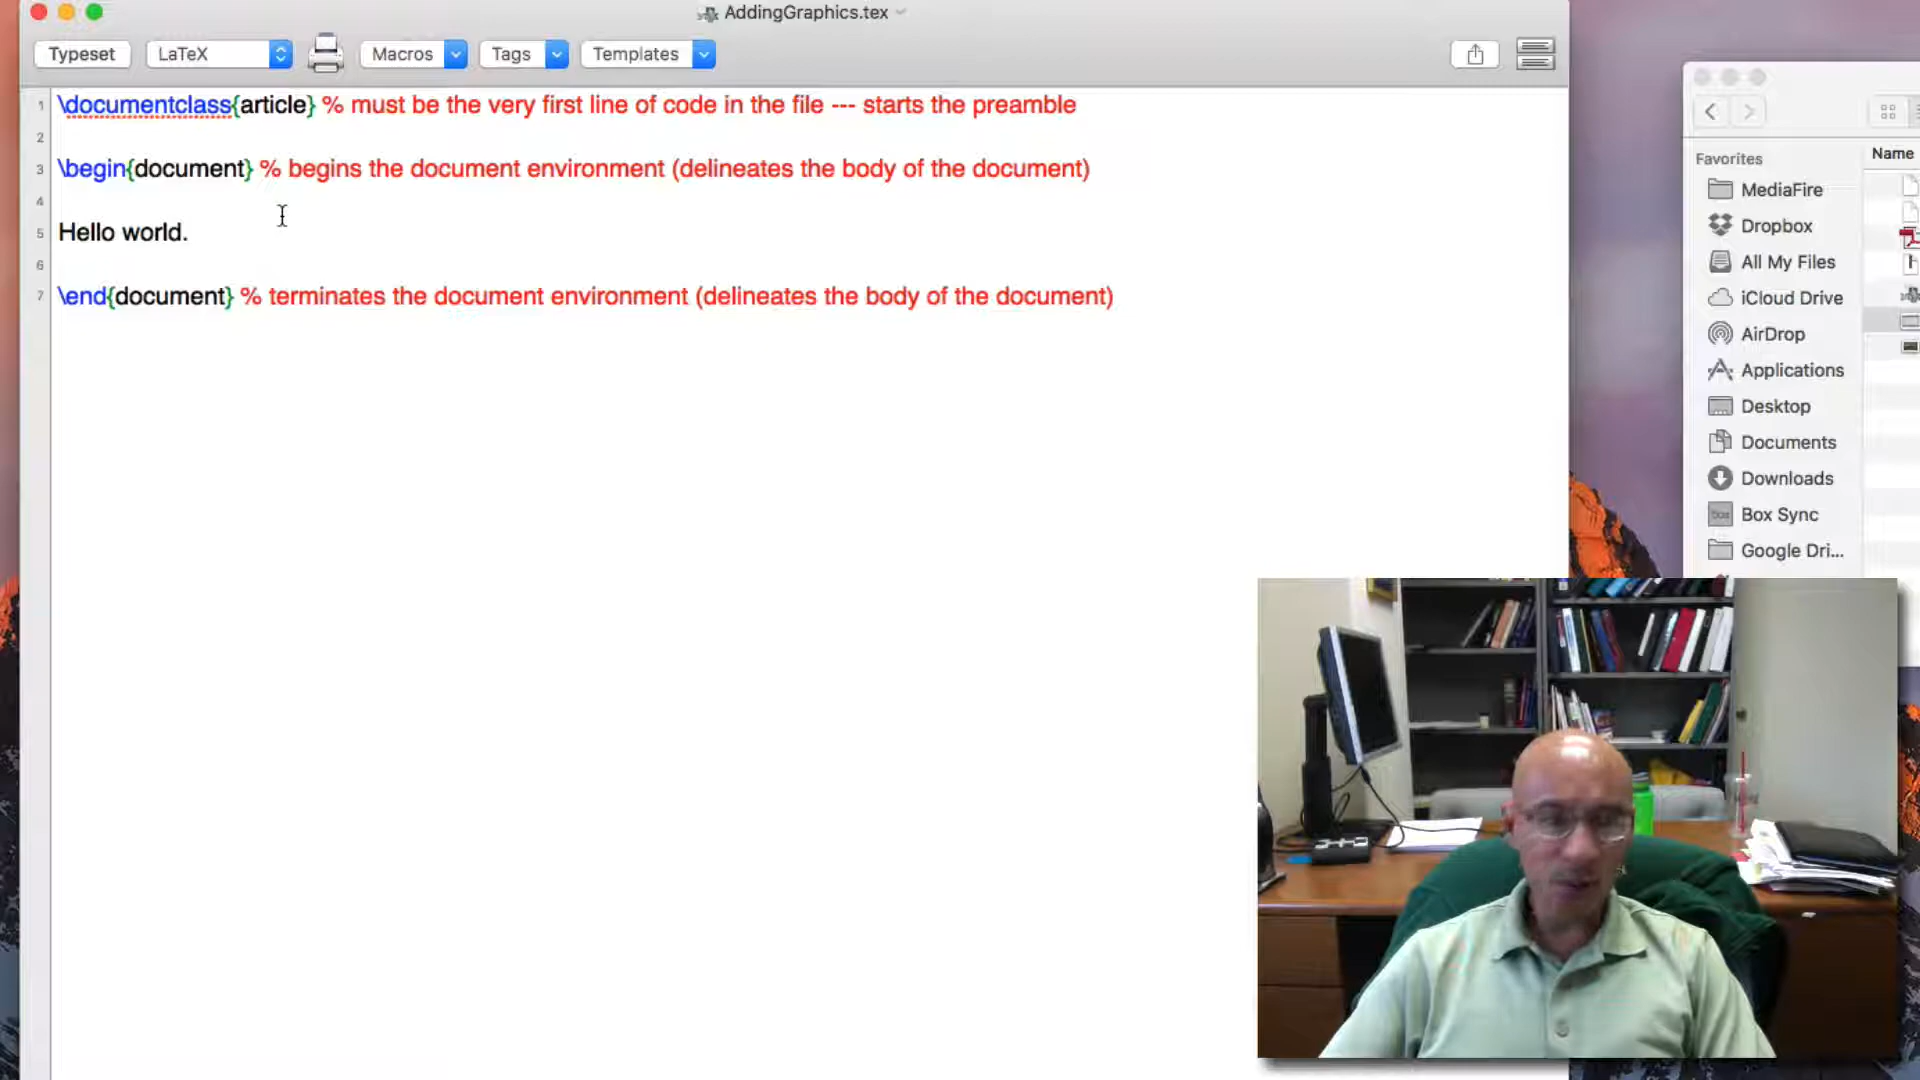 AddingGraphics.tex
Typeset
LaTeX
Macros
Tags
Templates
1 \documentclass{article} % must be the very first line of code in the file --- starts the preamble
2
3 \begin{document} % begins the document environment (delineates the body of the document)
4
5 Hello world.
6
7 \end{document} % terminates the document environment (delineates the body of the document)
Favorites
Name
MediaFire
Dropbox
All My Files
iCloud Drive
AirDrop
Applications
Desktop
Documents
Downloads
Box Sync
Google Dri...